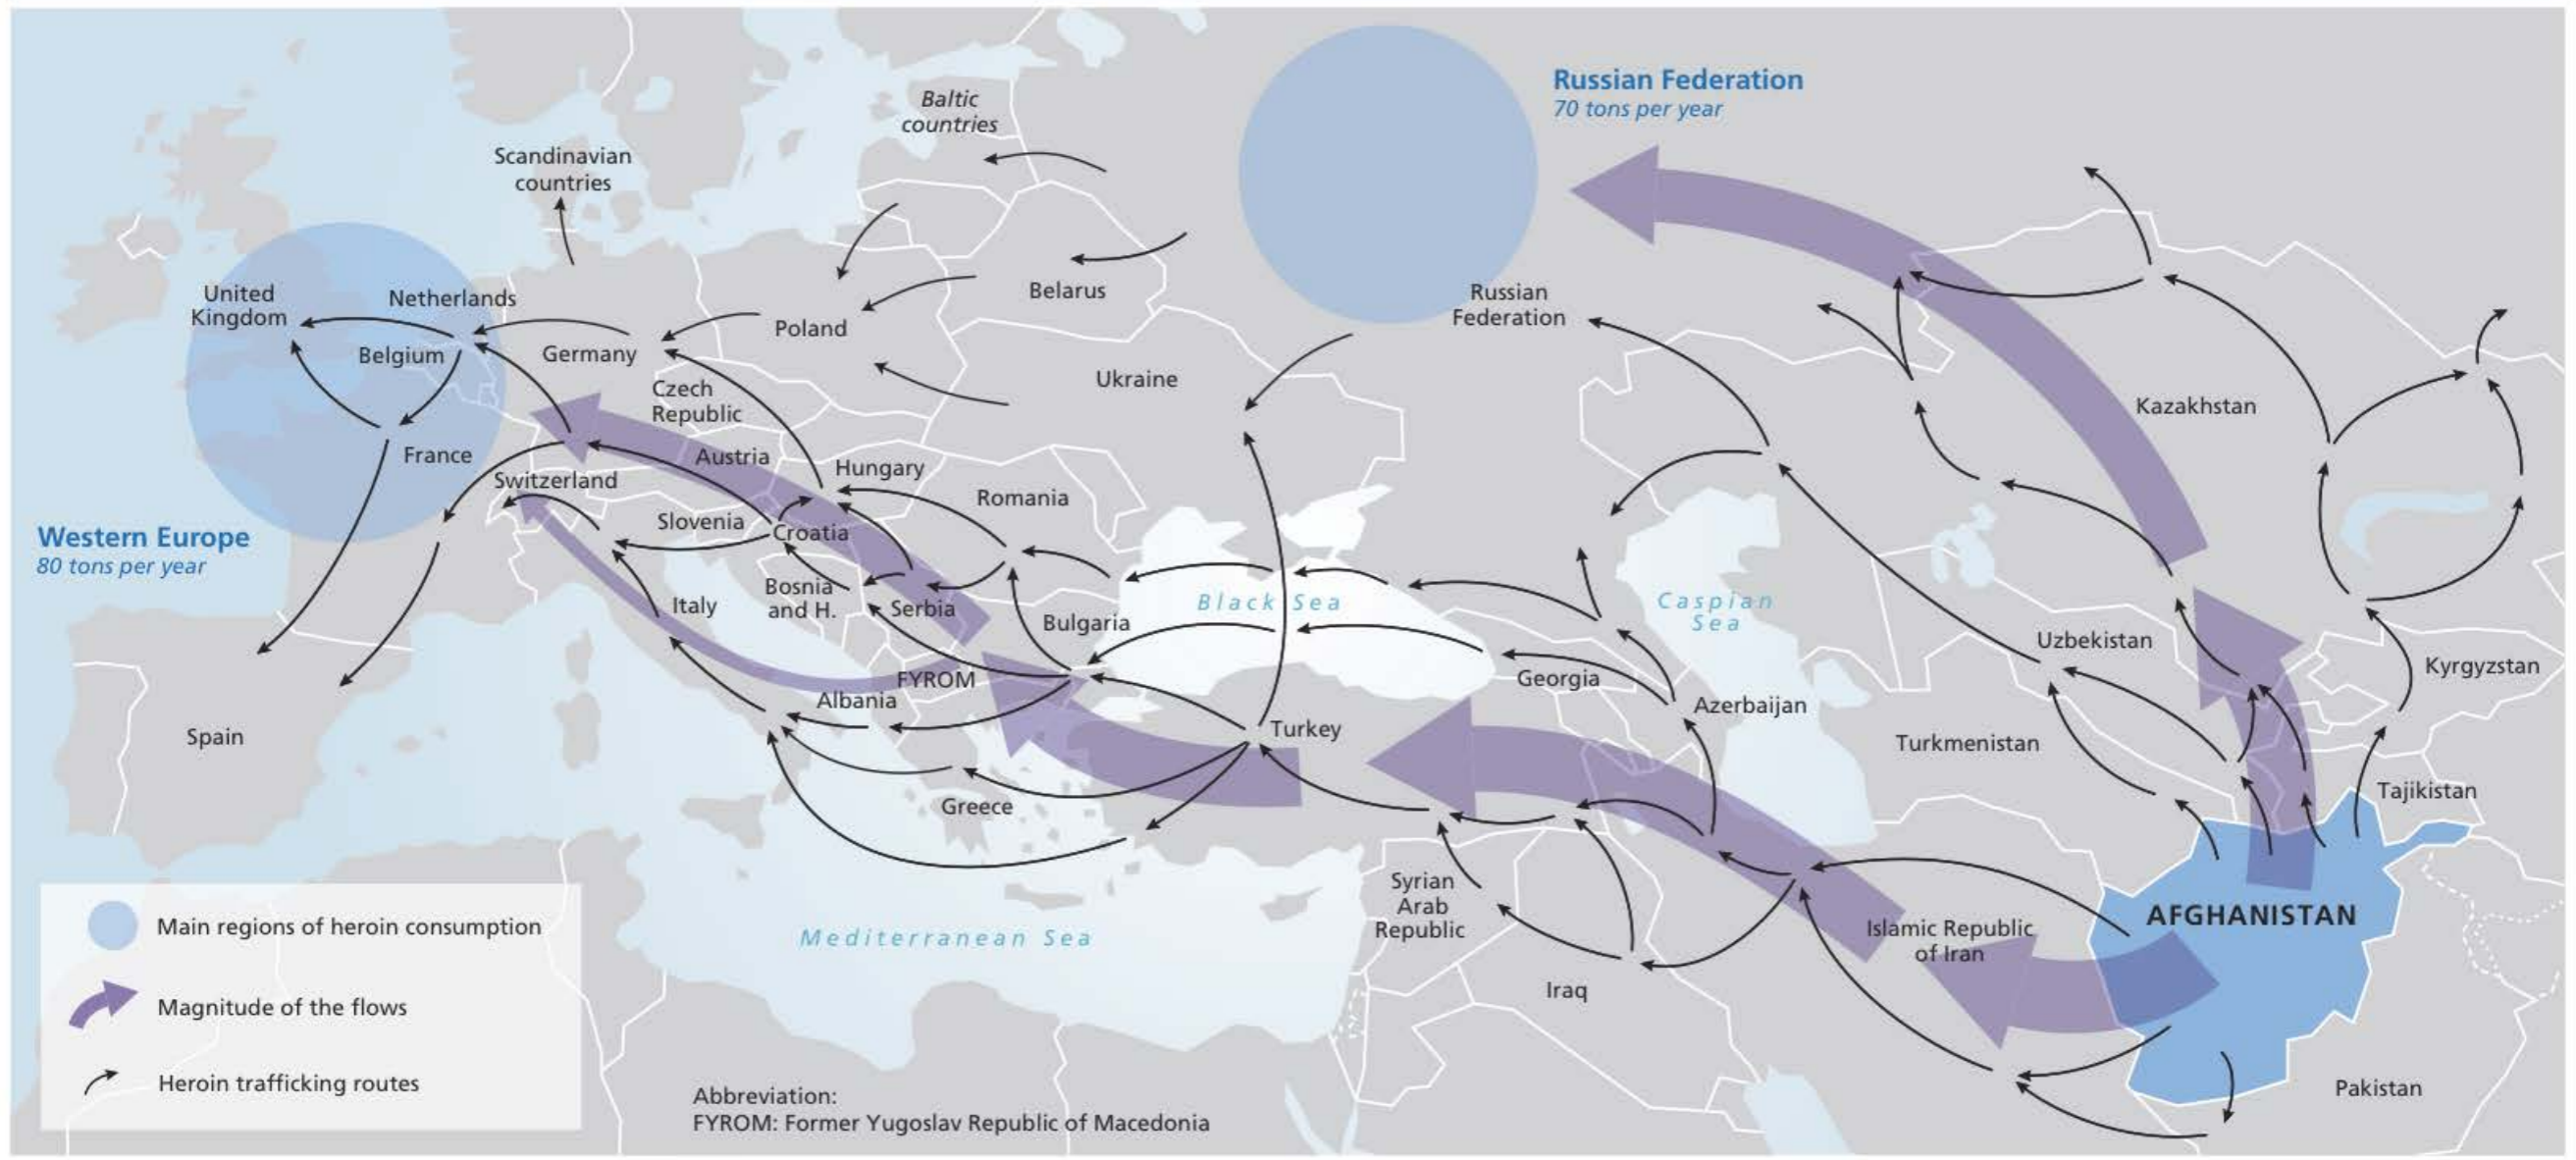 Russian Federation
70 tons per year
Baltic
countries
Scandinavian
countries
United
Kingdom
Netherlands
Belgium
Germany
Poland
Belarus
Russian
Federation
Czech
Republic
Ukraine
Kazakhstan
France
Austria
Hungary
Switzerland
Romania
Slovenia
Croatia
Western Europe
80 tons per year
Bosnia
and H.
Serbia
Italy
Bulgaria
Black Sea
Caspian
Sea
Uzbekistan
Kyrgyzstan
FYROM
Albania
Georgia
Azerbaijan
Spain
Turkey
Turkmenistan
Tajikistan
Greece
Syrian
Arab
Republic
AFGHANISTAN
Islamic Republic
of Iran
Mediterranean Sea
Iraq
Pakistan
Main regions of heroin consumption
Magnitude of the flows
Heroin trafficking routes
Abbreviation:
FYROM: Former Yugoslav Republic of Macedonia